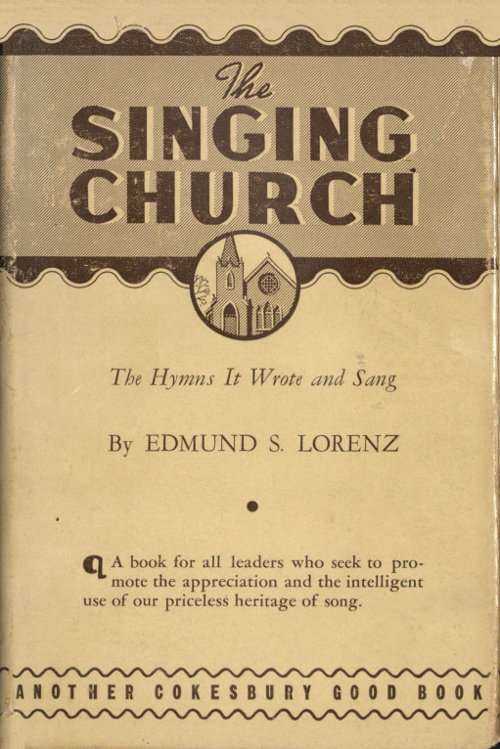 The
SINGING
CHURCH
The Hymns It Wrote and Sang
By EDMUND S. LORENZ
A book for all leaders who seek to pro-
mote the appreciation and the intelligent
use of our priceless heritage of song.
ANOTHER COKESBURY GOOD BOOK